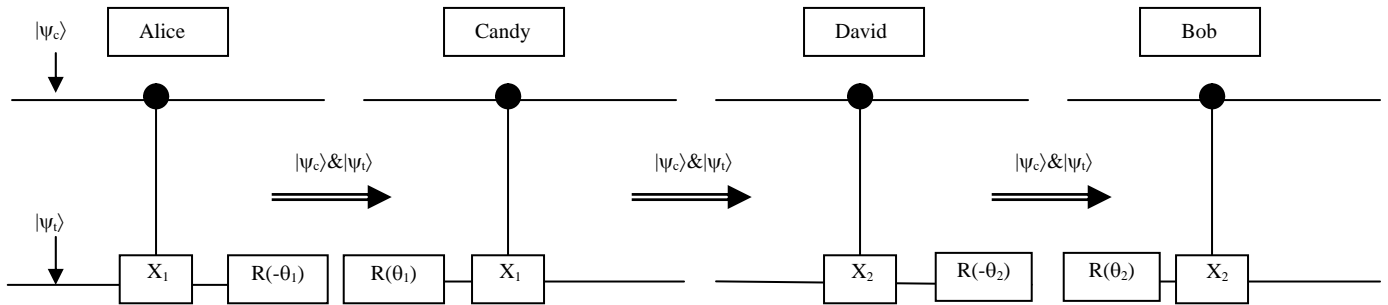 |ψc⟩ Alice Candy David Bob
|ψc⟩&|ψt⟩ |ψc⟩&|ψt⟩ |ψc⟩&|ψt⟩
|ψt⟩
X1 R(-θ1) R(θ1) X1 X2 R(-θ2) R(θ2) X2